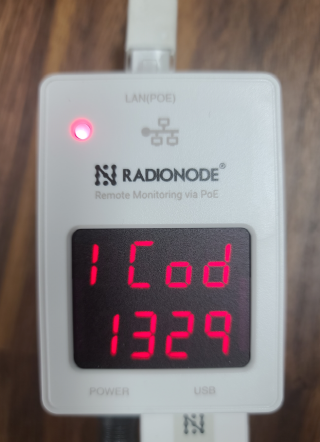 LAN(POE)
RADIONODE®
Remote Monitoring via PoE
1 Cod
1329
POWER USB